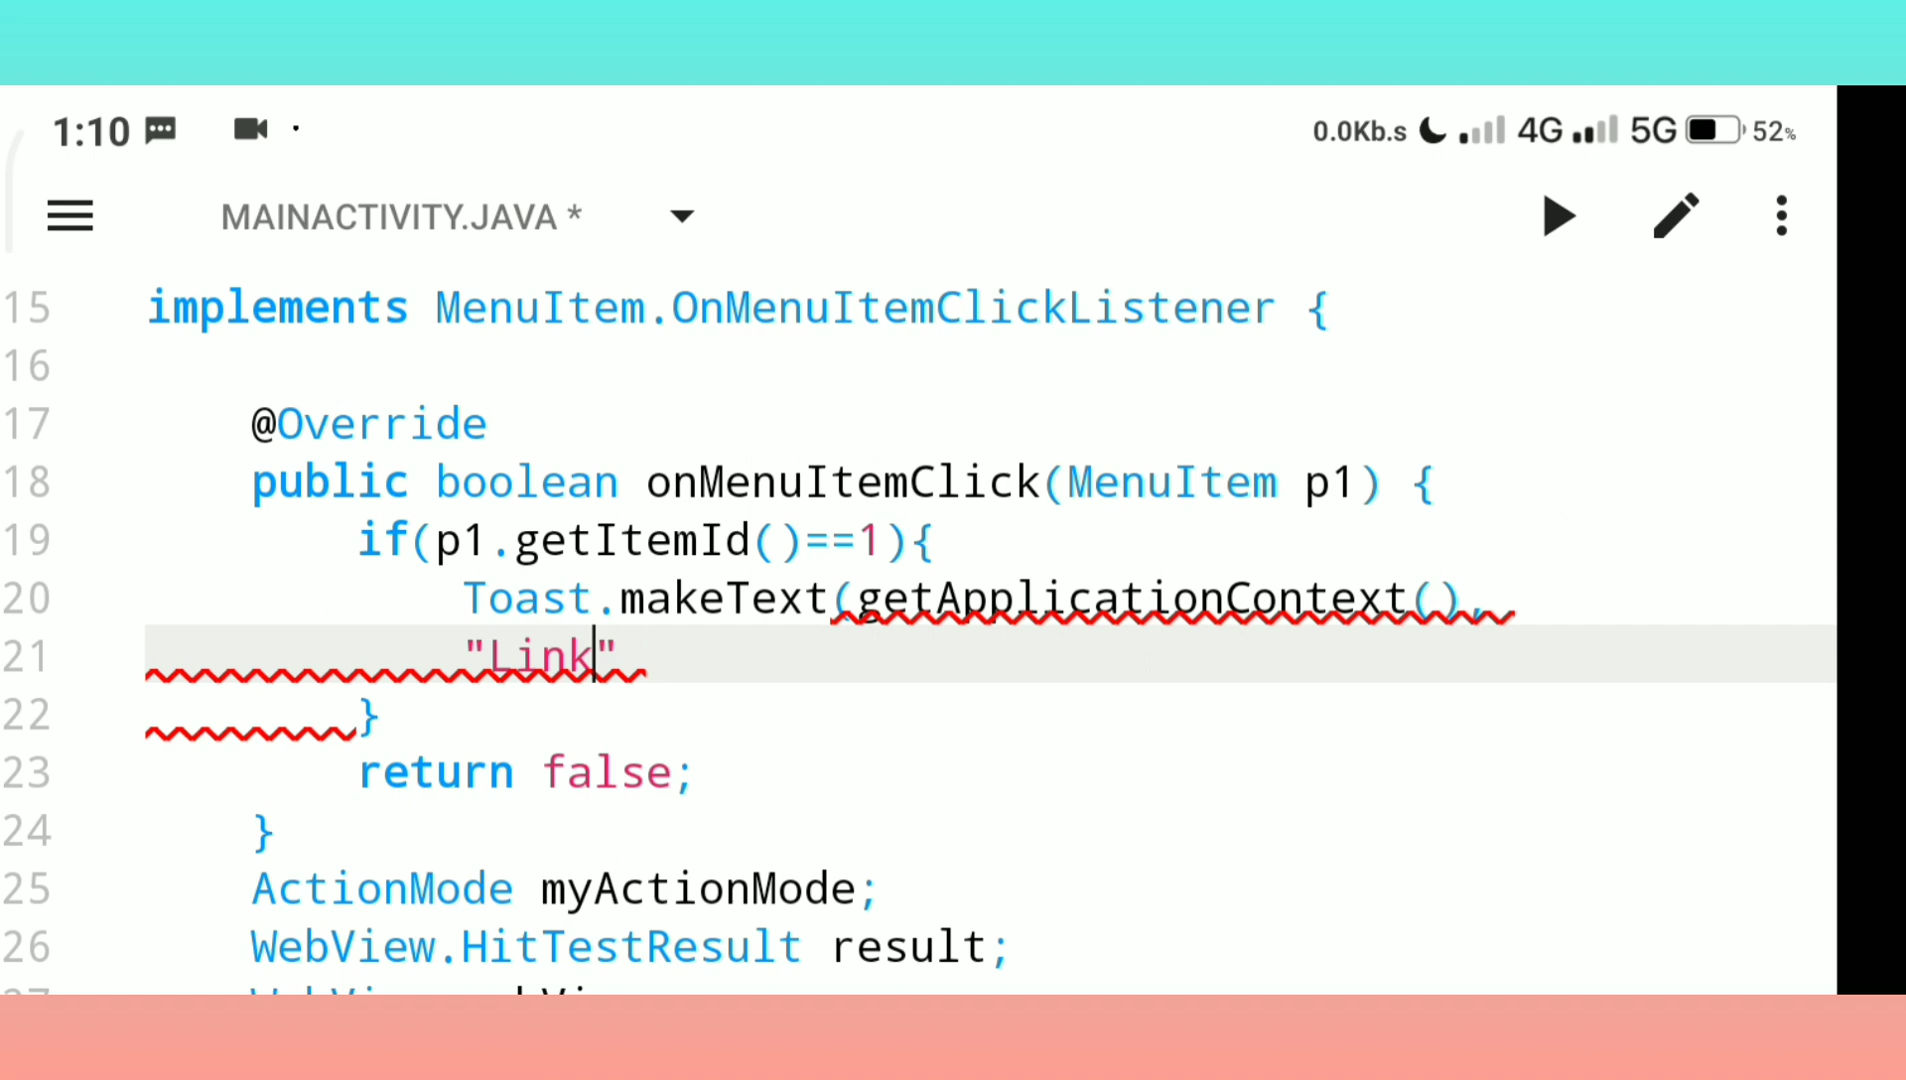 1:10 0.0Kb.s 4G 5G 52%
MAINACTIVITY.JAVA *
15 implements MenuItem.OnMenuItemClickListener {
16
17 @Override
18 public boolean onMenuItemClick(MenuItem p1) {
19 if(p1.getItemId()==1){
20 Toast.makeText(getApplicationContext(),
21 "Link"
22 }
23 return false;
24 }
25 ActionMode myActionMode;
26 WebView.HitTestResult result;